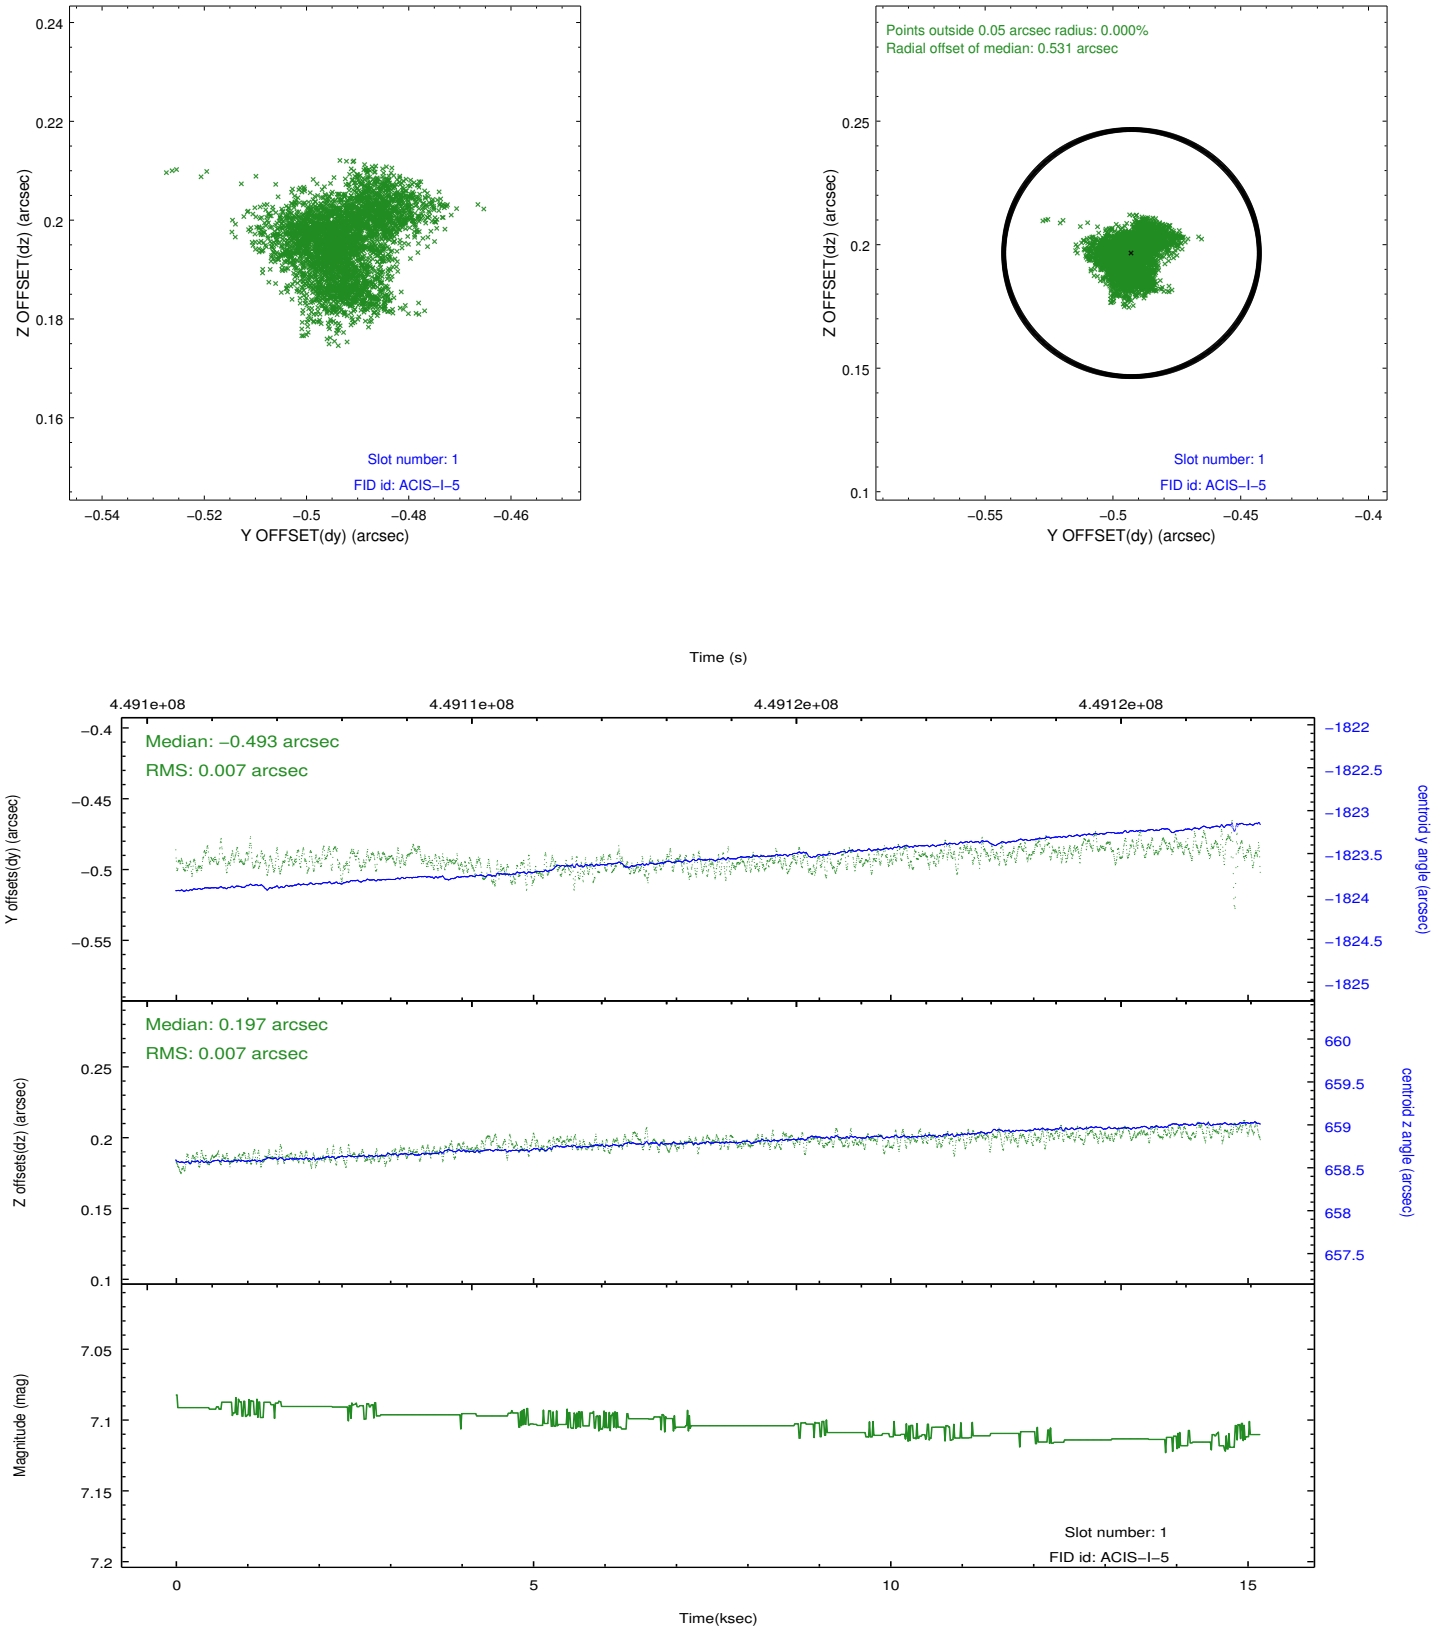 0.24
0.22
0.2
0.18
0.16
Z OFFSET(dz) (arcsec)
Slot number: 1
FID id: ACIS−I−5
−0.54
−0.52
−0.5
−0.48
−0.46
Y OFFSET(dy) (arcsec)
Points outside 0.05 arcsec radius: 0.000%
Radial offset of median: 0.531 arcsec
0.25
0.2
0.15
0.1
Z OFFSET(dz) (arcsec)
Slot number: 1
FID id: ACIS−I−5
−0.55
−0.5
−0.45
−0.4
Y OFFSET(dy) (arcsec)
Time (s)
4.491e+08
4.4911e+08
4.4912e+08
4.4912e+08
Median: −0.493 arcsec
RMS: 0.007 arcsec
−0.4
−0.45
−0.5
−0.55
Y offsets(dy) (arcsec)
−1822
−1822.5
−1823
−1823.5
−1824
−1824.5
−1825
centroid y angle (arcsec)
Median: 0.197 arcsec
RMS: 0.007 arcsec
0.25
0.2
0.15
0.1
Z offsets(dz) (arcsec)
660
659.5
659
658.5
658
657.5
centroid z angle (arcsec)
7.05
7.1
7.15
7.2
Magnitude (mag)
Slot number: 1
FID id: ACIS−I−5
0
5
10
15
Time(ksec)